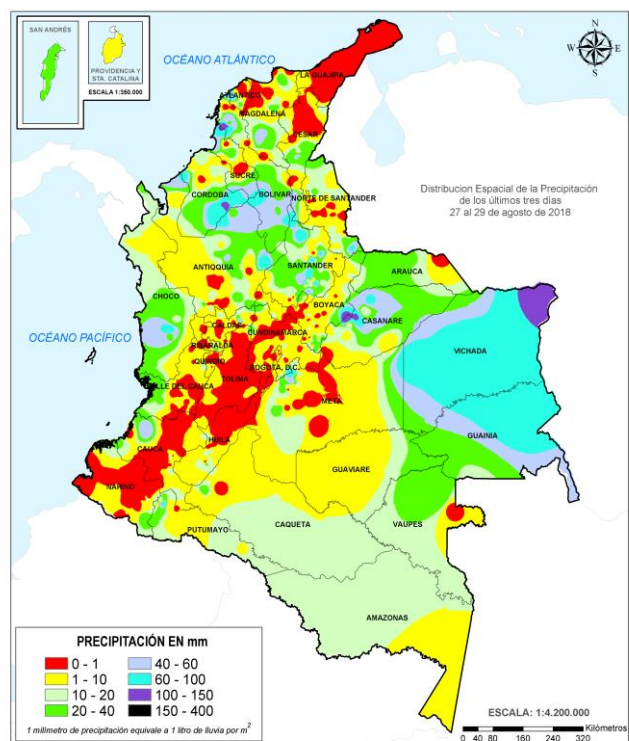 SAN ANDRÉS
PROVIDENCIA Y
STA. CATALINA
ESCALA 1:350.000
OCÉANO ATLÁNTICO
N
W E
S
LA GUAJIRA
ATLANTICO
MAGDALENA
CESAR
SUCRE
CORDOBA
BOLIVAR
NORTE DE SANTANDER
Distribucion Espacial de la Precipitación
de los últimos tres días
27 al 29 de agosto de 2018
ANTIOQUIA
SANTANDER
ARAUCA
CHOCO
BOYACA
CASANARE
OCÉANO PACÍFICO
CALDAS
CUNDINAMARCA
RISARALDA
VICHADA
QUINDIO
BOGOTA, D.C.
TOLIMA
VALLE DEL CAUCA
META
GUAINIA
HUILA
CAUCA
GUAVIARE
NARIÑO
PUTUMAYO
CAQUETA
VAUPES
AMAZONAS
PRECIPITACIÓN EN mm
0 - 1 40 - 60
1 - 10 60 - 100
10 - 20 100 - 150
20 - 40 150 - 400
1 milimetro de precipitación equivale a 1 litro de lluvia por m²
ESCALA: 1:4.200.000
Kilómetros
0 40 80 160 240 320